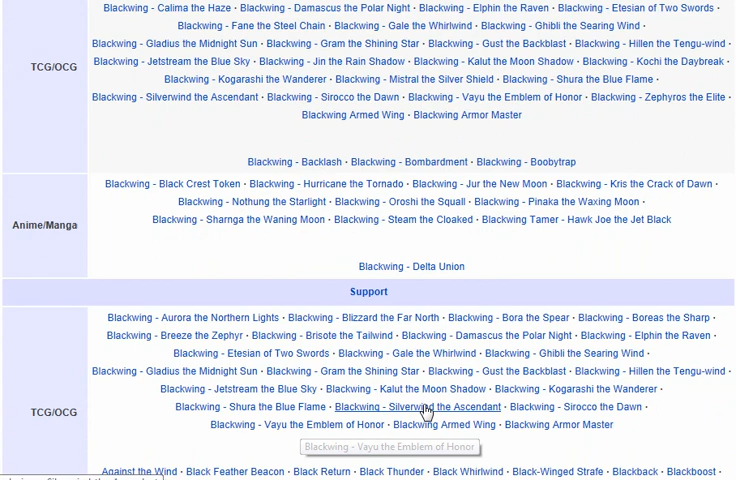 Blackwing - Calima the Haze · Blackwing - Damascus the Polar Night · Blackwing - Elphin the Raven · Blackwing - Etesian of Two Swords ·
Blackwing - Fane the Steel Chain · Blackwing - Gale the Whirlwind · Blackwing - Ghibli the Searing Wind ·
Blackwing - Gladius the Midnight Sun · Blackwing - Gram the Shining Star · Blackwing - Gust the Backblast · Blackwing - Hillen the Tengu-wind ·
TCG/OCG
Blackwing - Jetstream the Blue Sky · Blackwing - Jin the Rain Shadow · Blackwing - Kalut the Moon Shadow · Blackwing - Kochi the Daybreak ·
Blackwing - Kogarashi the Wanderer · Blackwing - Mistral the Silver Shield · Blackwing - Shura the Blue Flame ·
Blackwing - Silverwind the Ascendant · Blackwing - Sirocco the Dawn · Blackwing - Vayu the Emblem of Honor · Blackwing - Zephyros the Elite ·
Blackwing Armed Wing · Blackwing Armor Master
Blackwing - Backlash · Blackwing - Bombardment · Blackwing - Boobytrap
Blackwing - Black Crest Token · Blackwing - Hurricane the Tornado · Blackwing - Jur the New Moon · Blackwing - Kris the Crack of Dawn ·
Blackwing - Nothung the Starlight · Blackwing - Oroshi the Squall · Blackwing - Pinaka the Waxing Moon ·
Anime/Manga
Blackwing - Sharnga the Waning Moon · Blackwing - Steam the Cloaked · Blackwing Tamer - Hawk Joe the Jet Black
Blackwing - Delta Union
Support
Blackwing - Aurora the Northern Lights · Blackwing - Blizzard the Far North · Blackwing - Bora the Spear · Blackwing - Boreas the Sharp ·
Blackwing - Breeze the Zephyr · Blackwing - Brisote the Tailwind · Blackwing - Damascus the Polar Night · Blackwing - Elphin the Raven ·
Blackwing - Etesian of Two Swords · Blackwing - Gale the Whirlwind · Blackwing - Ghibli the Searing Wind ·
Blackwing - Gladius the Midnight Sun · Blackwing - Gram the Shining Star · Blackwing - Gust the Backblast · Blackwing - Hillen the Tengu-wind ·
Blackwing - Jetstream the Blue Sky · Blackwing - Kalut the Moon Shadow · Blackwing - Kogarashi the Wanderer ·
TCG/OCG
Blackwing - Shura the Blue Flame · Blackwing - Silverwind the Ascendant · Blackwing - Sirocco the Dawn ·
Blackwing - Vayu the Emblem of Honor · Blackwing Armed Wing · Blackwing Armor Master
Blackwing - Vayu the Emblem of Honor
Against the Wind · Black Feather Beacon · Black Return · Black Thunder · Black Whirlwind · Black-Winged Strafe · Blackback · Blackboost ·